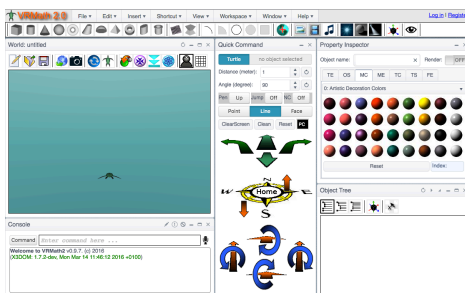 VRMath 2.0 File Edit Insert Shortcut View Workspace Window Help Log in | Registe
World: untitled
Console
Command Enter command here ...
Welcome to VRMath2 v0.9.7. (c) 2016
(X3DOM: 1.7.2-dev, Mon Mar 14 11:46:12 2016 +0100)
Quick Command
Turtle no object selected
Distance (meter): 1
Angle (degree): 90
Pen Up Jump Off NC Off
Point Line Face
ClearScreen Clean Reset PC
N
W Home E
S
Property Inspector
Object name: Render: OFF
TE OS MC ME TC TS FE
0: Artistic Decoration Colors
Reset Index:
Object Tree